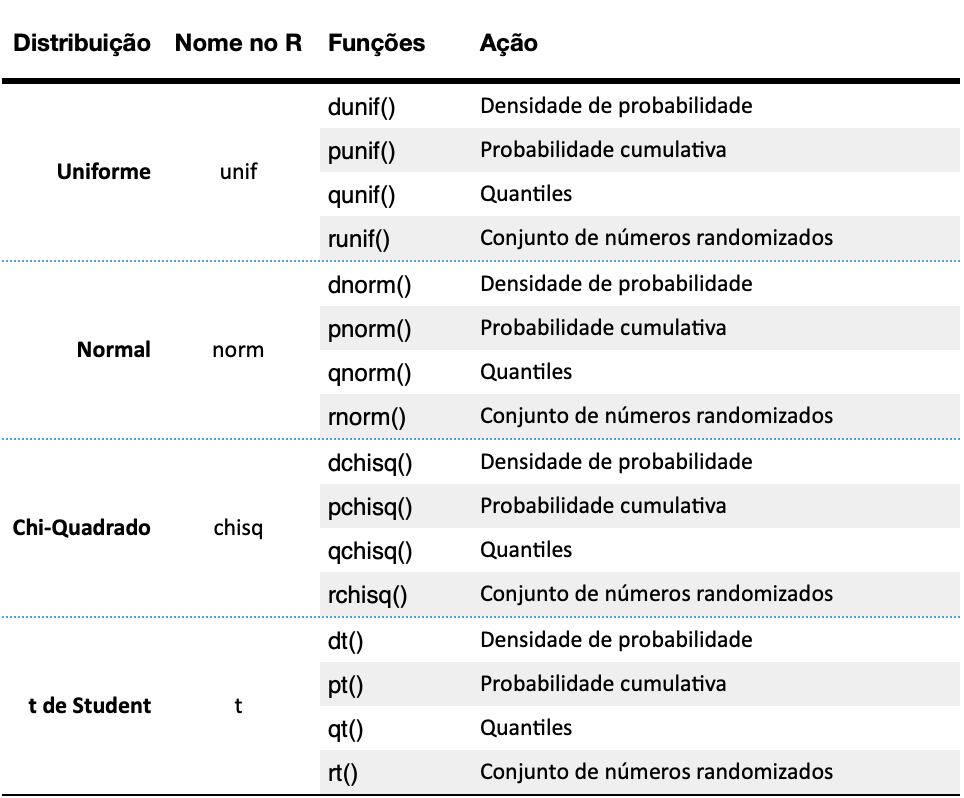 Distribuição Nome no R Funções Ação
dunif() Densidade de probabilidade
punif() Probabilidade cumulativa
Uniforme unif
qunif() Quantiles
runif() Conjunto de números randomizados
dnorm() Densidade de probabilidade
pnorm() Probabilidade cumulativa
Normal norm
qnorm() Quantiles
rnorm() Conjunto de números randomizados
dchisq() Densidade de probabilidade
pchisq() Probabilidade cumulativa
Chi-Quadrado chisq
qchisq() Quantiles
rchisq() Conjunto de números randomizados
dt() Densidade de probabilidade
pt() Probabilidade cumulativa
t de Student t
qt() Quantiles
rt() Conjunto de números randomizados